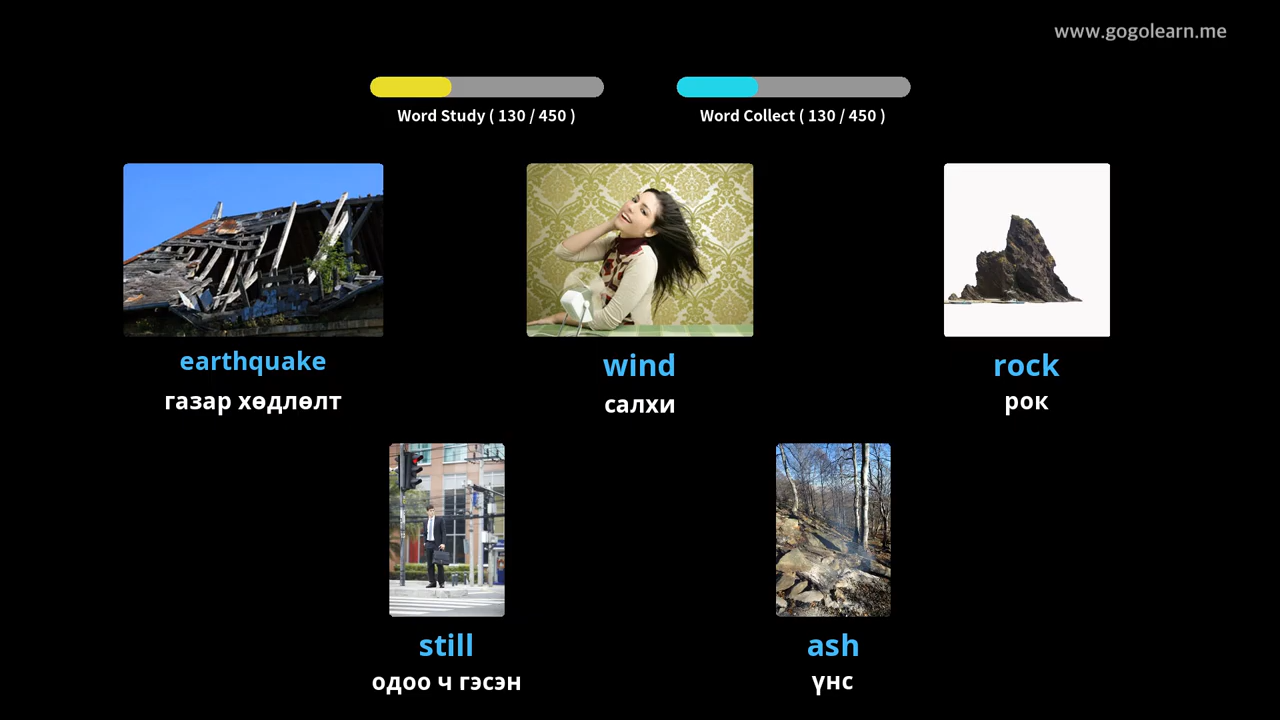 www.gogolearn.me
Word Study ( 130 / 450 )
Word Collect ( 130 / 450 )
earthquake
газар хөдлөлт
wind
салхи
rock
рок
still
одоо ч гэсэн
ash
үнс